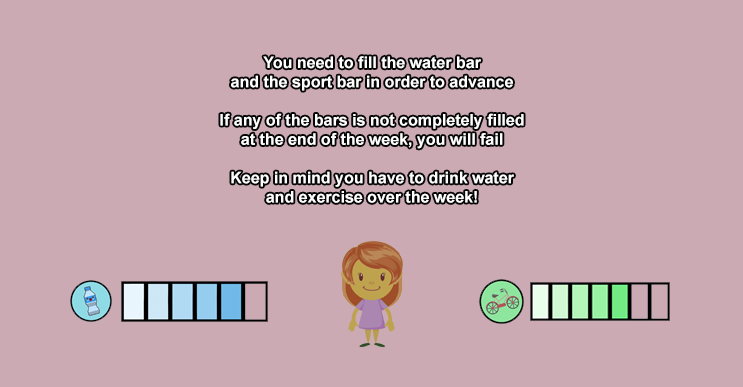 You need to fill the water bar
and the sport bar in order to advance
If any of the bars is not completely filled
at the end of the week, you will fail
Keep in mind you have to drink water
and exercise over the week!